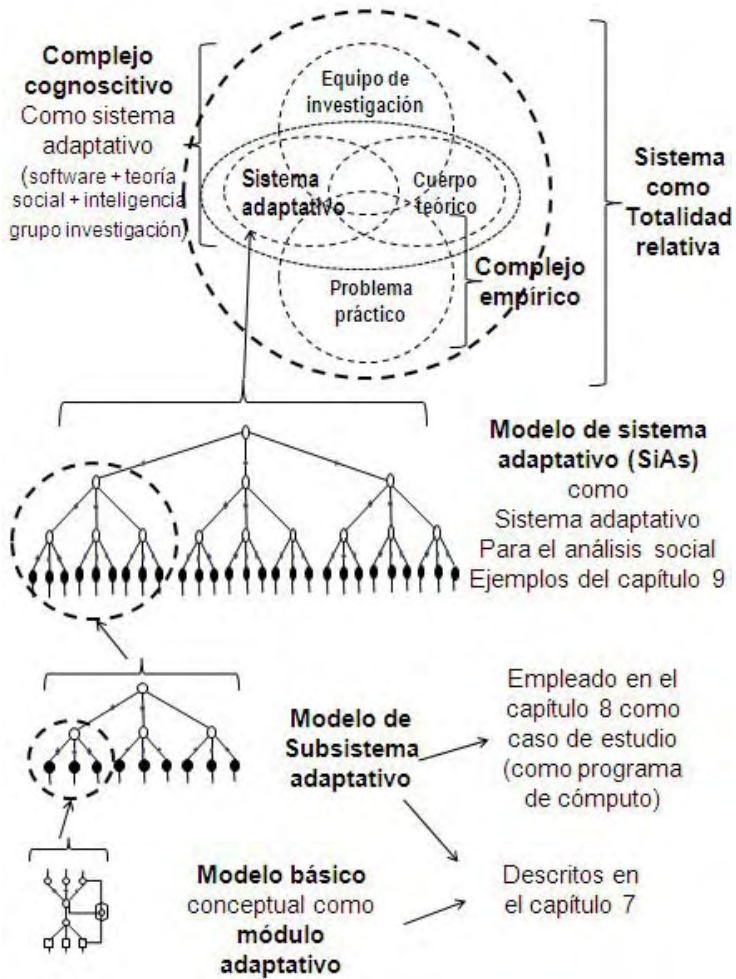 Complejo
cognoscitivo
Como sistema
adaptativo
(software + teoría
social + inteligencia
grupo investigación)
Equipo de
investigación
Sistema
adaptativo
Cuerpo
teórico
Problema
práctico
Complejo
empírico
Sistema
como
Totalidad
relativa
Modelo de sistema
adaptativo (SiAs)
como
Sistema adaptativo
Para el análisis social
Ejemplos del capítulo 9
Modelo de
Subsistema
adaptativo
Empleado en el
capítulo 8 como
caso de estudio
(como programa
de cómputo)
Modelo básico
conceptual como
módulo
adaptativo
Descritos en
el capítulo 7